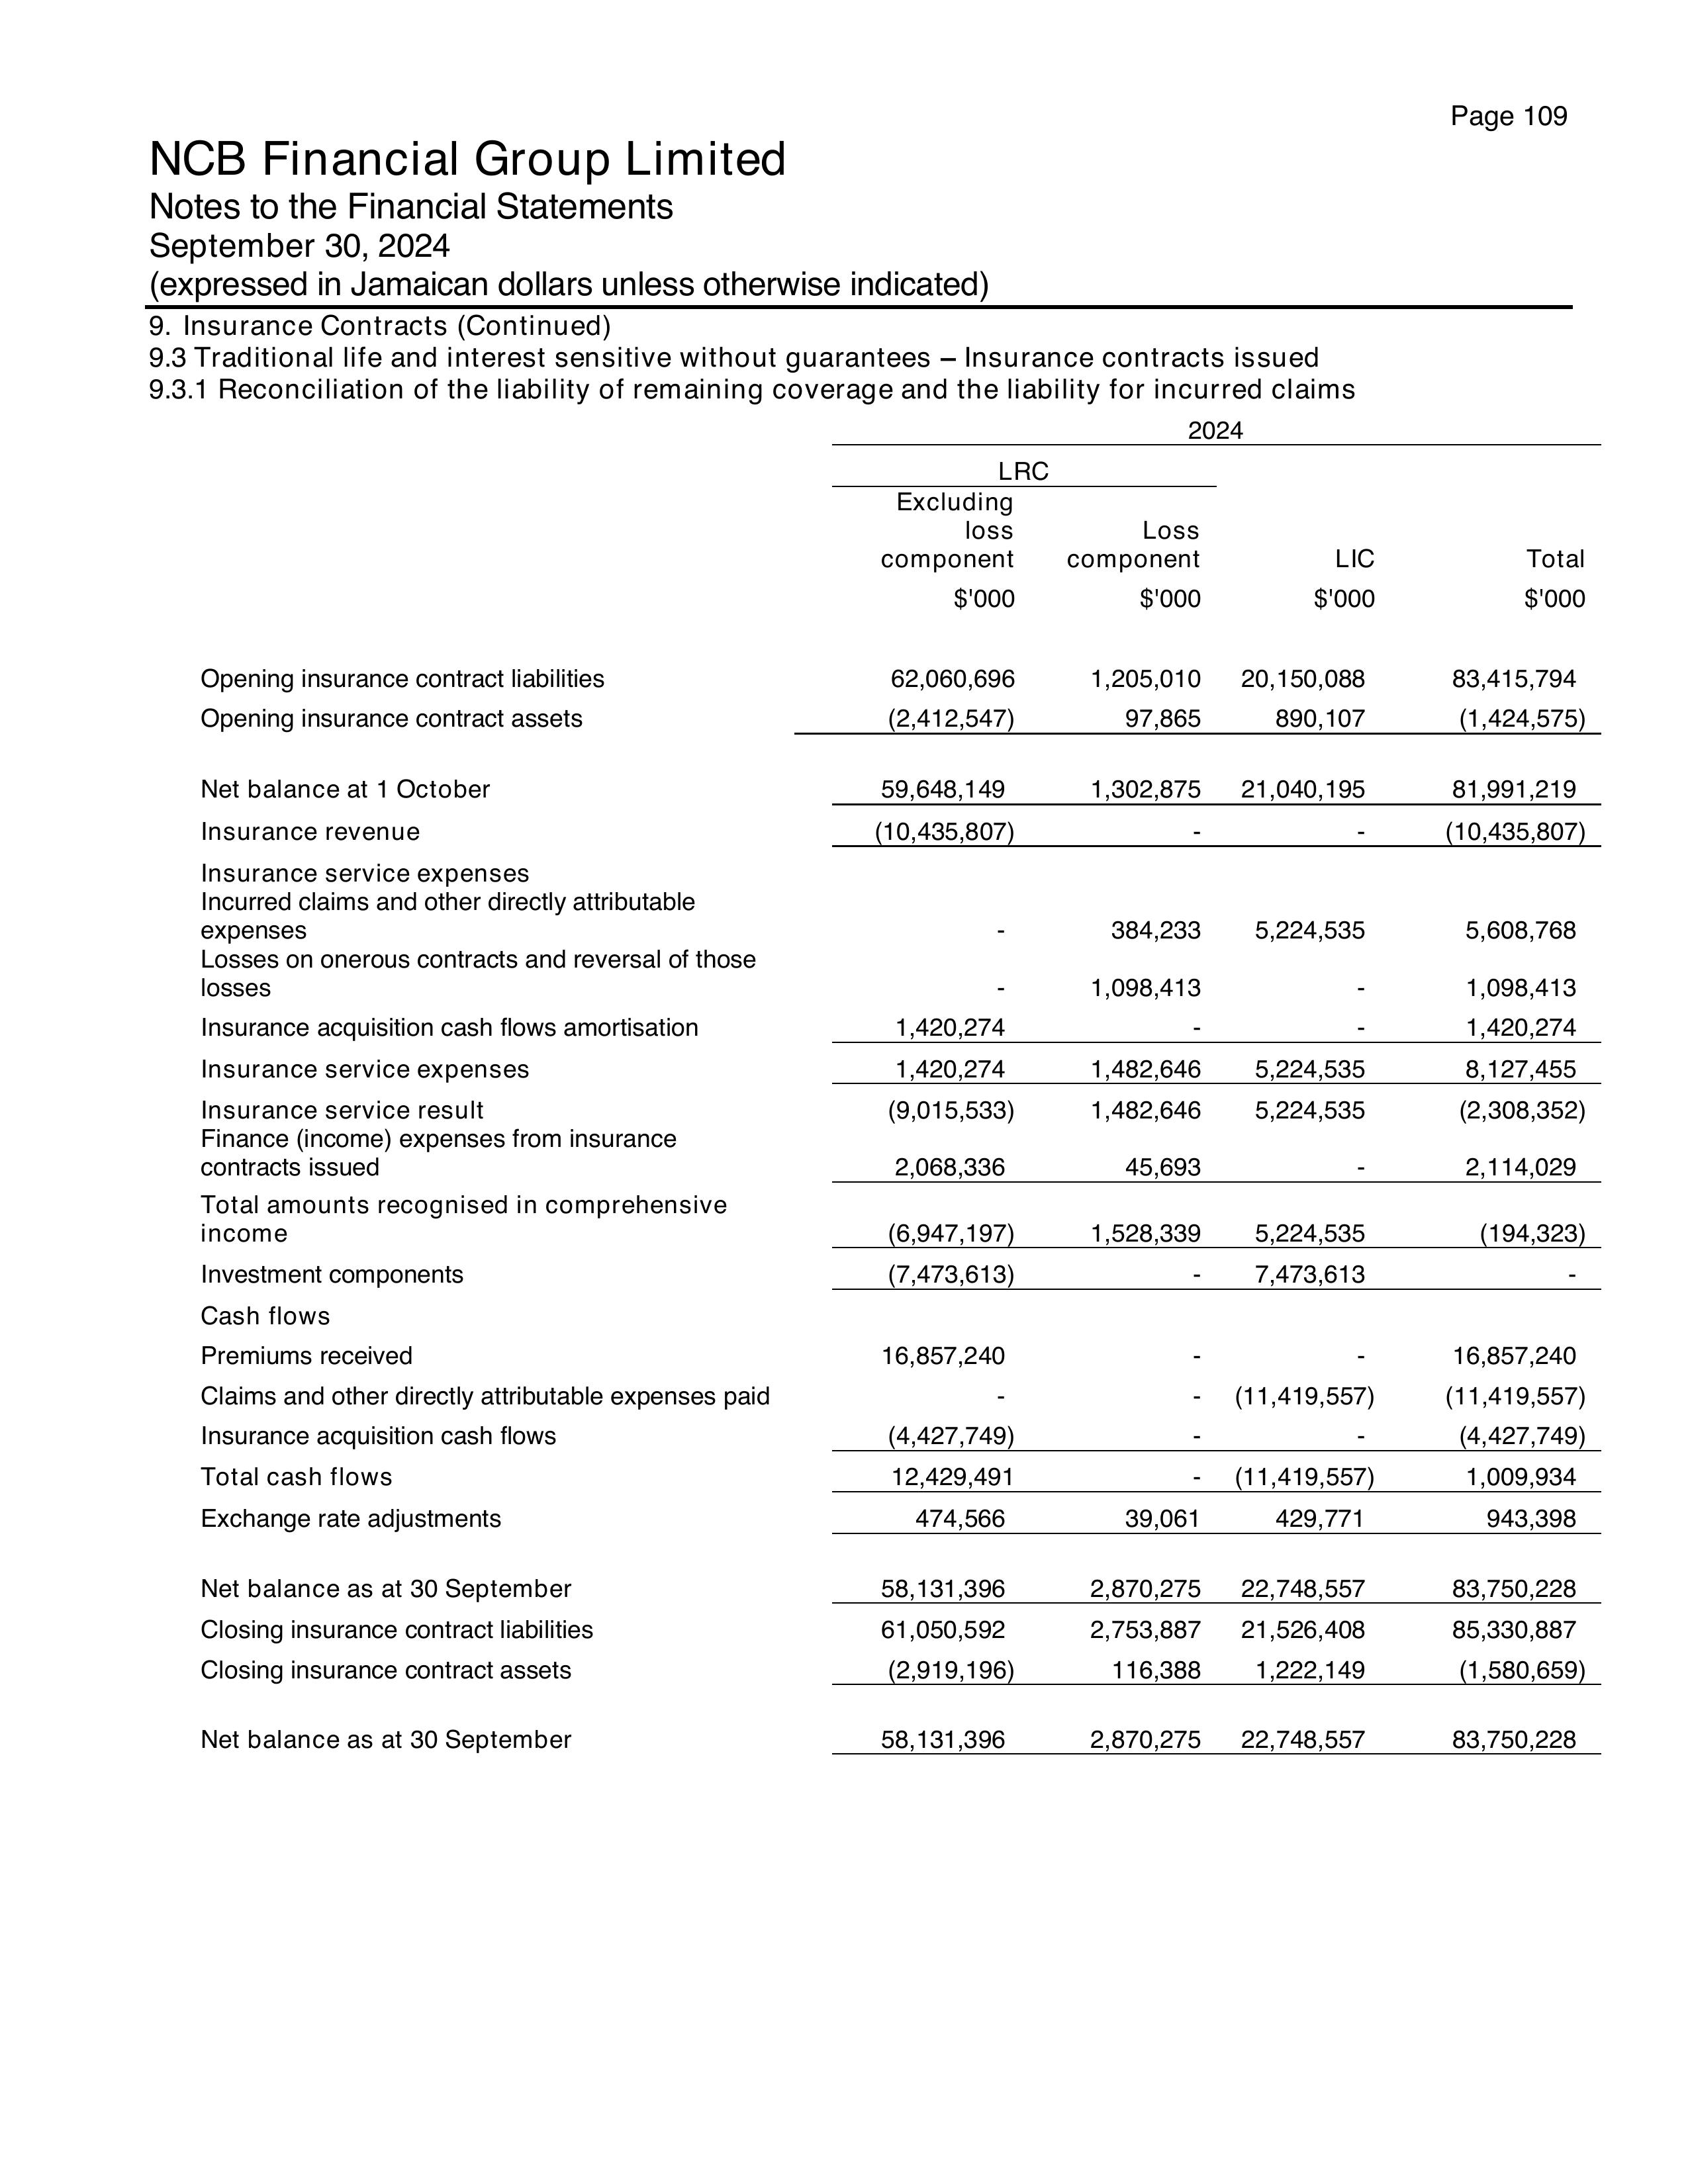 Page 109
NCB Financial Group Limited
Notes to the Financial Statements
September 30, 2024
(expressed in Jamaican dollars unless otherwise indicated)
9. Insurance Contracts (Continued)
9.3 Traditional life and interest sensitive without guarantees – Insurance contracts issued
9.3.1 Reconciliation of the liability of remaining coverage and the liability for incurred claims
2024
LRC
Excluding
loss Loss
component component LIC Total
$'000 $'000 $'000 $'000
Opening insurance contract liabilities 62,060,696 1,205,010 20,150,088 83,415,794
Opening insurance contract assets (2,412,547) 97,865 890,107 (1,424,575)
Net balance at 1 October 59,648,149 1,302,875 21,040,195 81,991,219
Insurance revenue (10,435,807) - - (10,435,807)
Insurance service expenses
Incurred claims and other directly attributable
expenses - 384,233 5,224,535 5,608,768
Losses on onerous contracts and reversal of those
losses - 1,098,413 - 1,098,413
Insurance acquisition cash flows amortisation 1,420,274 - - 1,420,274
Insurance service expenses 1,420,274 1,482,646 5,224,535 8,127,455
Insurance service result (9,015,533) 1,482,646 5,224,535 (2,308,352)
Finance (income) expenses from insurance
contracts issued 2,068,336 45,693 - 2,114,029
Total amounts recognised in comprehensive
income (6,947,197) 1,528,339 5,224,535 (194,323)
Investment components (7,473,613) - 7,473,613 -
Cash flows
Premiums received 16,857,240 - - 16,857,240
Claims and other directly attributable expenses paid - - (11,419,557) (11,419,557)
Insurance acquisition cash flows (4,427,749) - - (4,427,749)
Total cash flows 12,429,491 - (11,419,557) 1,009,934
Exchange rate adjustments 474,566 39,061 429,771 943,398
Net balance as at 30 September 58,131,396 2,870,275 22,748,557 83,750,228
Closing insurance contract liabilities 61,050,592 2,753,887 21,526,408 85,330,887
Closing insurance contract assets (2,919,196) 116,388 1,222,149 (1,580,659)
Net balance as at 30 September 58,131,396 2,870,275 22,748,557 83,750,228